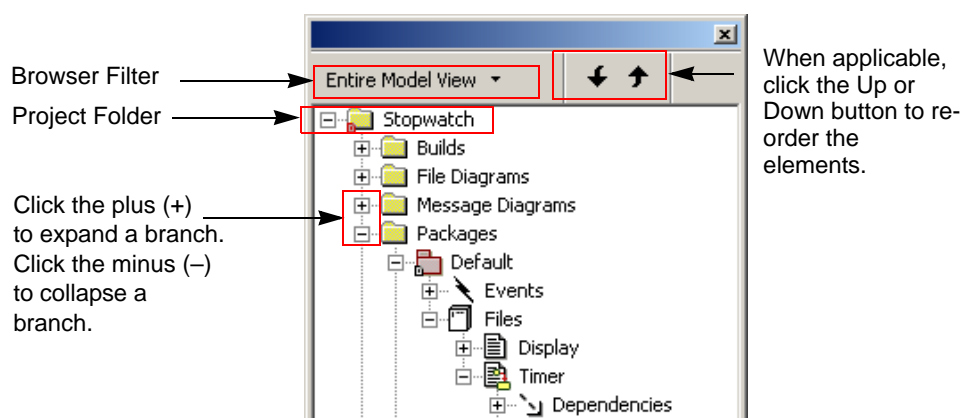 Browser Filter
Project Folder
Click the plus (+)
to expand a branch.
Click the minus (–)
to collapse a
branch.
Entire Model View
Stopwatch
Builds
File Diagrams
Message Diagrams
Packages
Default
Events
Files
Display
Timer
Dependencies
When applicable,
click the Up or
Down button to re-
order the
elements.